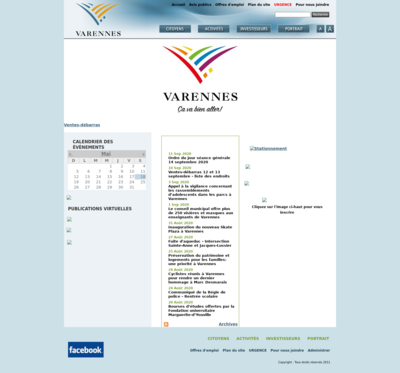 Accueil Avis publics Offres d'emploi Plan du site URGENCE Pour nous joindre
Recherche
VARENNES
CITOYENS ACTIVITÉS INVESTISSEURS PORTRAIT A A
VARENNES
Ça va bien aller!
Ventes-débarras
CALENDRIER DES
ÉVÉNEMENTS
« Mai »
D L M M J V S
1 2 3 4
5 6 7 8 9 10 11
12 13 14 15 16 17 18
19 20 21 22 23 24 25
26 27 28 29 30 31
PUBLICATIONS VIRTUELLES
11 Sep 2020
Ordre du jour séance générale
14 septembre 2020
10 Sep 2020
Ventes-débarras 12 et 13
septembre - liste des endroits
3 Sep 2020
Appel à la vigilance concernant
les rassemblements
d'adolescents dans les parcs à
Varennes
1 Sep 2020
Le conseil municipal offre plus
de 250 visières et masques aux
enseignants de Varennes
31 Août 2020
Inauguration du nouveau Skate
Plaza à Varennes
27 Août 2020
Fuite d'aqueduc - Intersection
Sainte-Anne et Jacques-Lussier
25 Août 2020
Préservation du patrimoine et
logements pour les familles:
une priorité à Varennes
Août 2020
Cyclistes réunis à Varennes
pour rendre un dernier
hommage à Marc Desmarais
Août 2020
Communiqué de la Régie de
police - Rentrée scolaire
Août 2020
Bourses d'études offertes par la
Fondation universitaire
Marguerite-d'Youville
Archives
Stationnement
Cliquez sur l'image ci-haut pour vous
inscrire
CITOYENS ACTIVITÉS INVESTISSEURS PORTRAIT
facebook
Offres d'emploi Plan du site URGENCE Pour nous joindre Administrer
Copyright. Tous droits réservés 2011